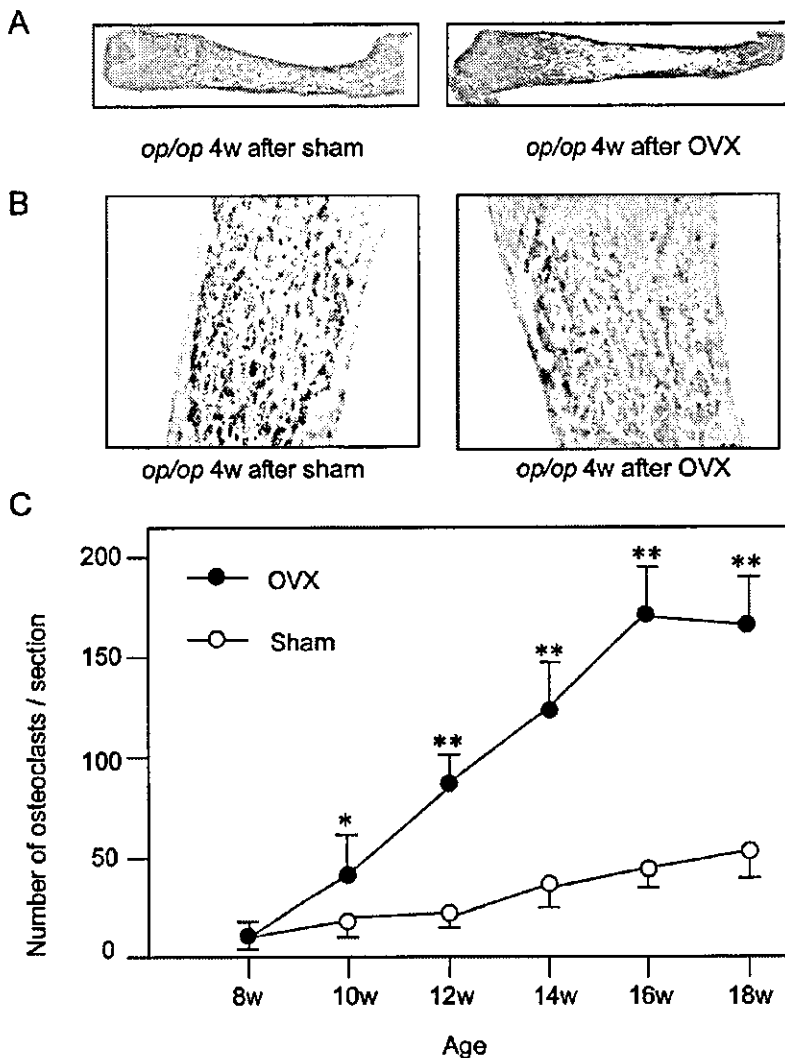 A
op/op 4w after sham
op/op 4w after OVX
B
op/op 4w after sham
op/op 4w after OVX
C
Number of osteoclasts / section
200
150
100
50
0
OVX
Sham
*
**
**
**
**
8w
10w
12w
14w
16w
18w
Age